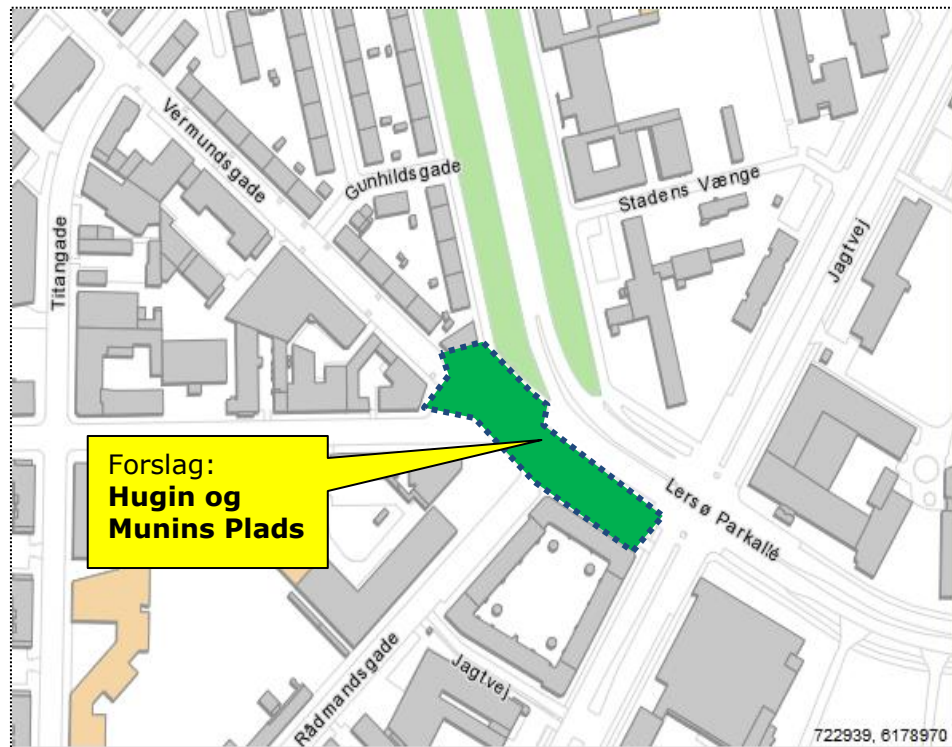 Vermundsgade
Gunhildsgade
Stadens Vænge
Jagtvej
Titangade
Forslag:
Hugin og
Munins Plads
Lersø Parkallé
Rådmandsgade
Jagtvej
722939, 6178970